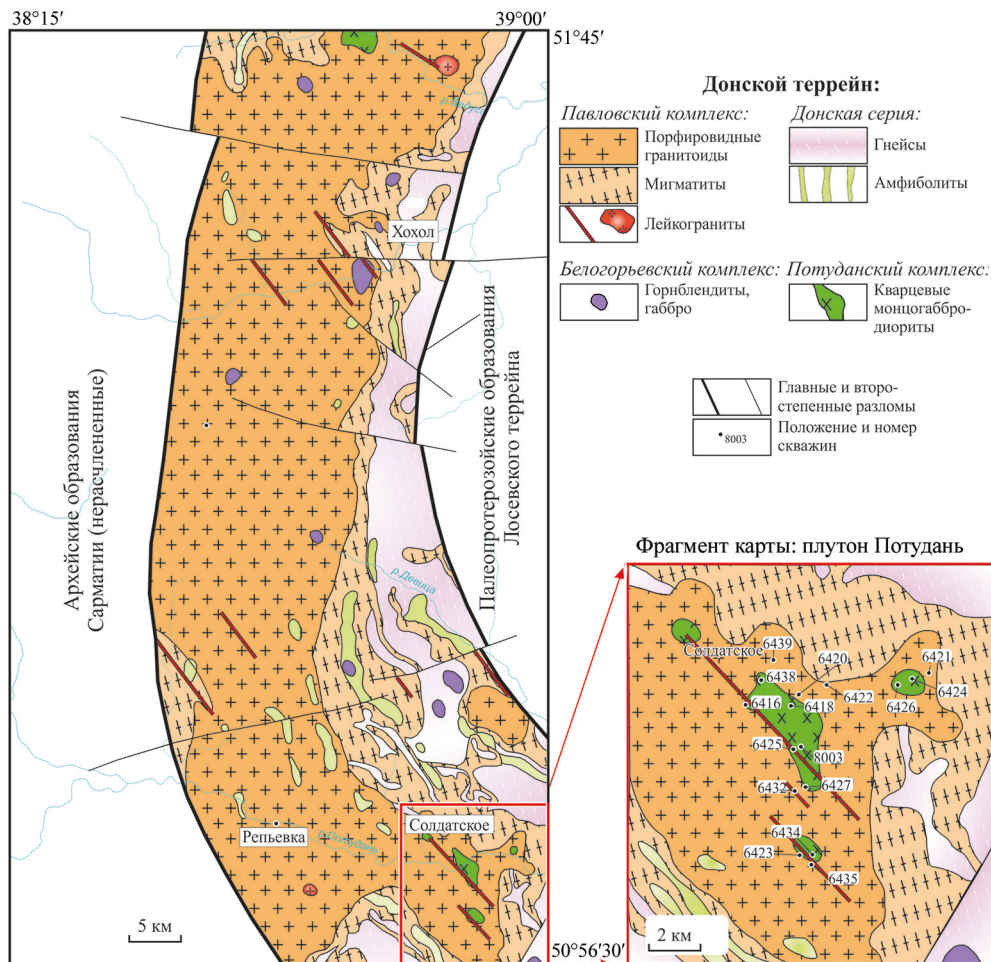 38°15′
39°00′
51°45′
р.Ведуга
Хохол
Архейские образования
Сарматии (нерасчлененные)
Палеопротерозойские образования
Лосевского террейна
р.Девица
Репьевка
р.Потудань
Солдатское
5 км
50°56′30′′
Донской террейн:
Павловский комплекс:
Порфировидные
гранитоиды
Мигматиты
Лейкограниты
Донская серия:
Гнейсы
Амфиболиты
Белогорьевский комплекс:
Горнблендиты,
габбро
Потуданский комплекс:
Кварцевые
монцогаббро-
диориты
Главные и второ-
степенные разломы
8003
Положение и номер
скважин
Фрагмент карты: плутон Потудань
Солдатское
6439
6420
6421
6438
6422
6424
6416
6418
6426
6425
8003
6432
6427
6434
6423
6435
2 км